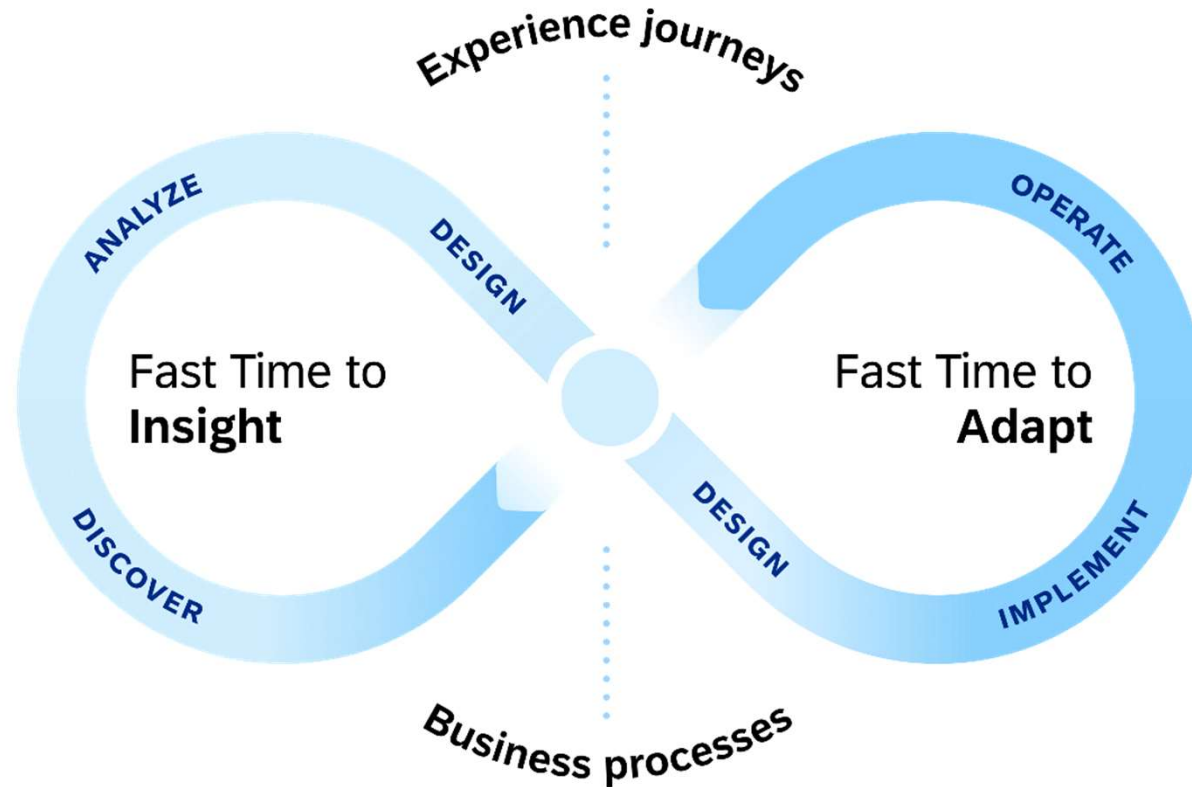 Experience journeys
ANALYZE
DESIGN
OPERATE
Fast Time to
Insight
Fast Time to
Adapt
DISCOVER
DESIGN
IMPLEMENT
Business processes